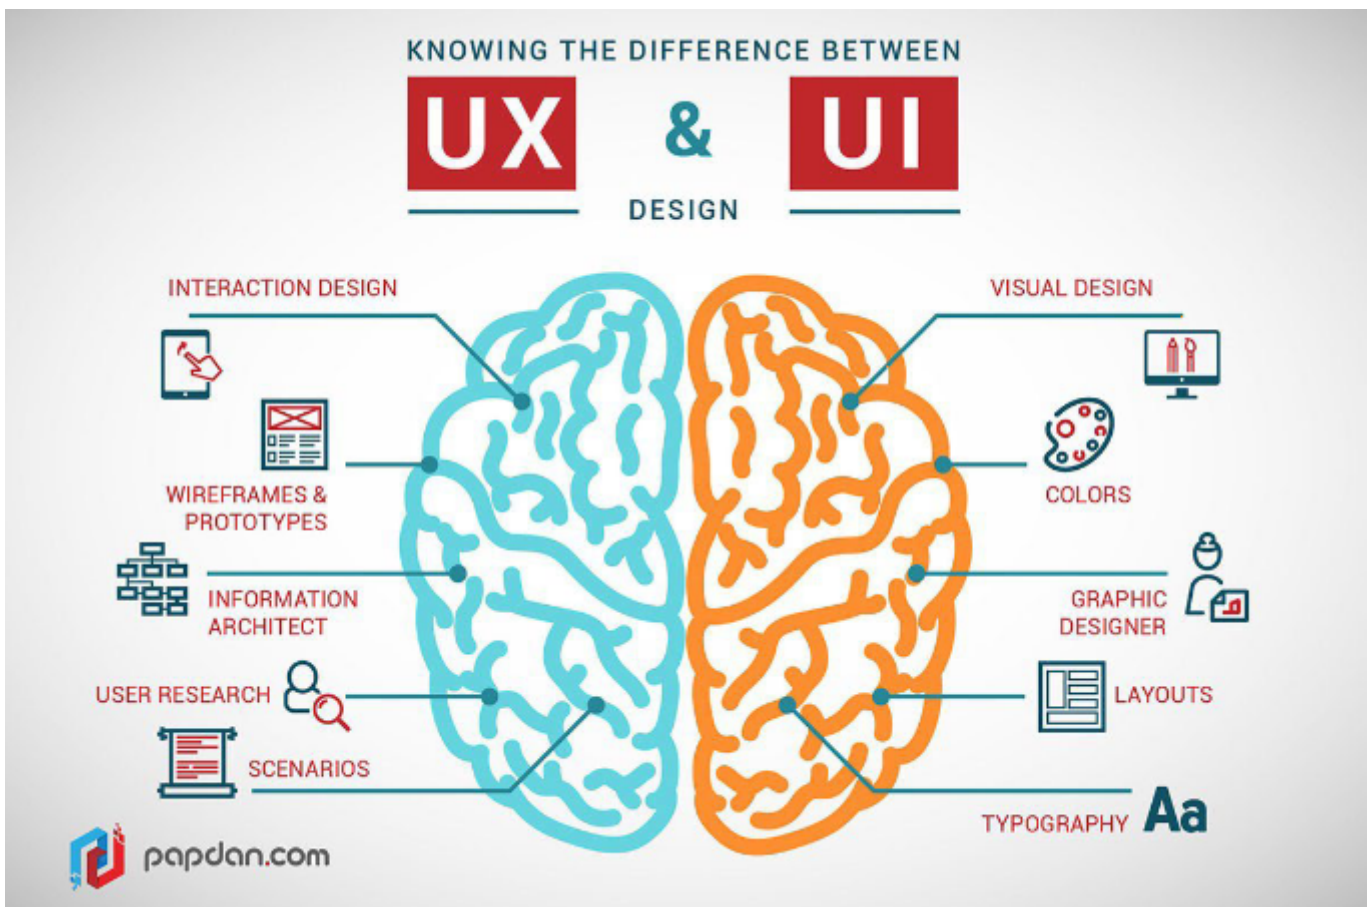 KNOWING THE DIFFERENCE BETWEEN
UX & UI
DESIGN
INTERACTION DESIGN
WIREFRAMES &
PROTOTYPES
INFORMATION
ARCHITECT
USER RESEARCH
SCENARIOS
VISUAL DESIGN
COLORS
GRAPHIC
DESIGNER
LAYOUTS
TYPOGRAPHY Aa
papdan.com